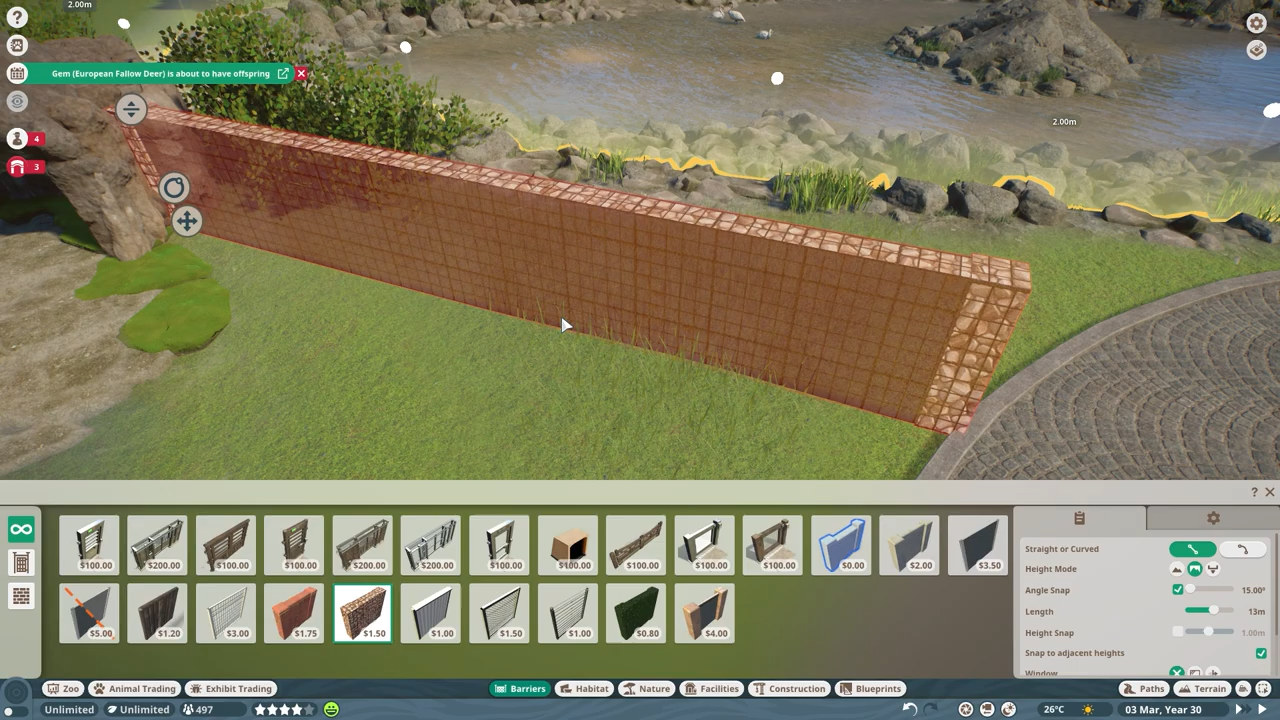 2.00m
?
Gem (European Fallow Deer) is about to have offspring
4
2.00m
3
?
$100.00
$200.00
$100.00
$100.00
$200.00
$200.00
$100.00
$100.00
$100.00
$100.00
$100.00
$0.00
$2.00
$3.50
$5.00
$1.20
$3.00
$1.75
$1.50
$1.00
$1.50
$1.00
$0.80
$4.00
Straight or Curved
Height Mode
Angle Snap 15.00°
Length 13m
Height Snap 1.00m
Snap to adjacent heights
Window
Zoo Animal Trading Exhibit Trading Barriers Habitat Nature Facilities Construction Blueprints Paths Terrain
Unlimited Unlimited 497 26°C 03 Mar, Year 30